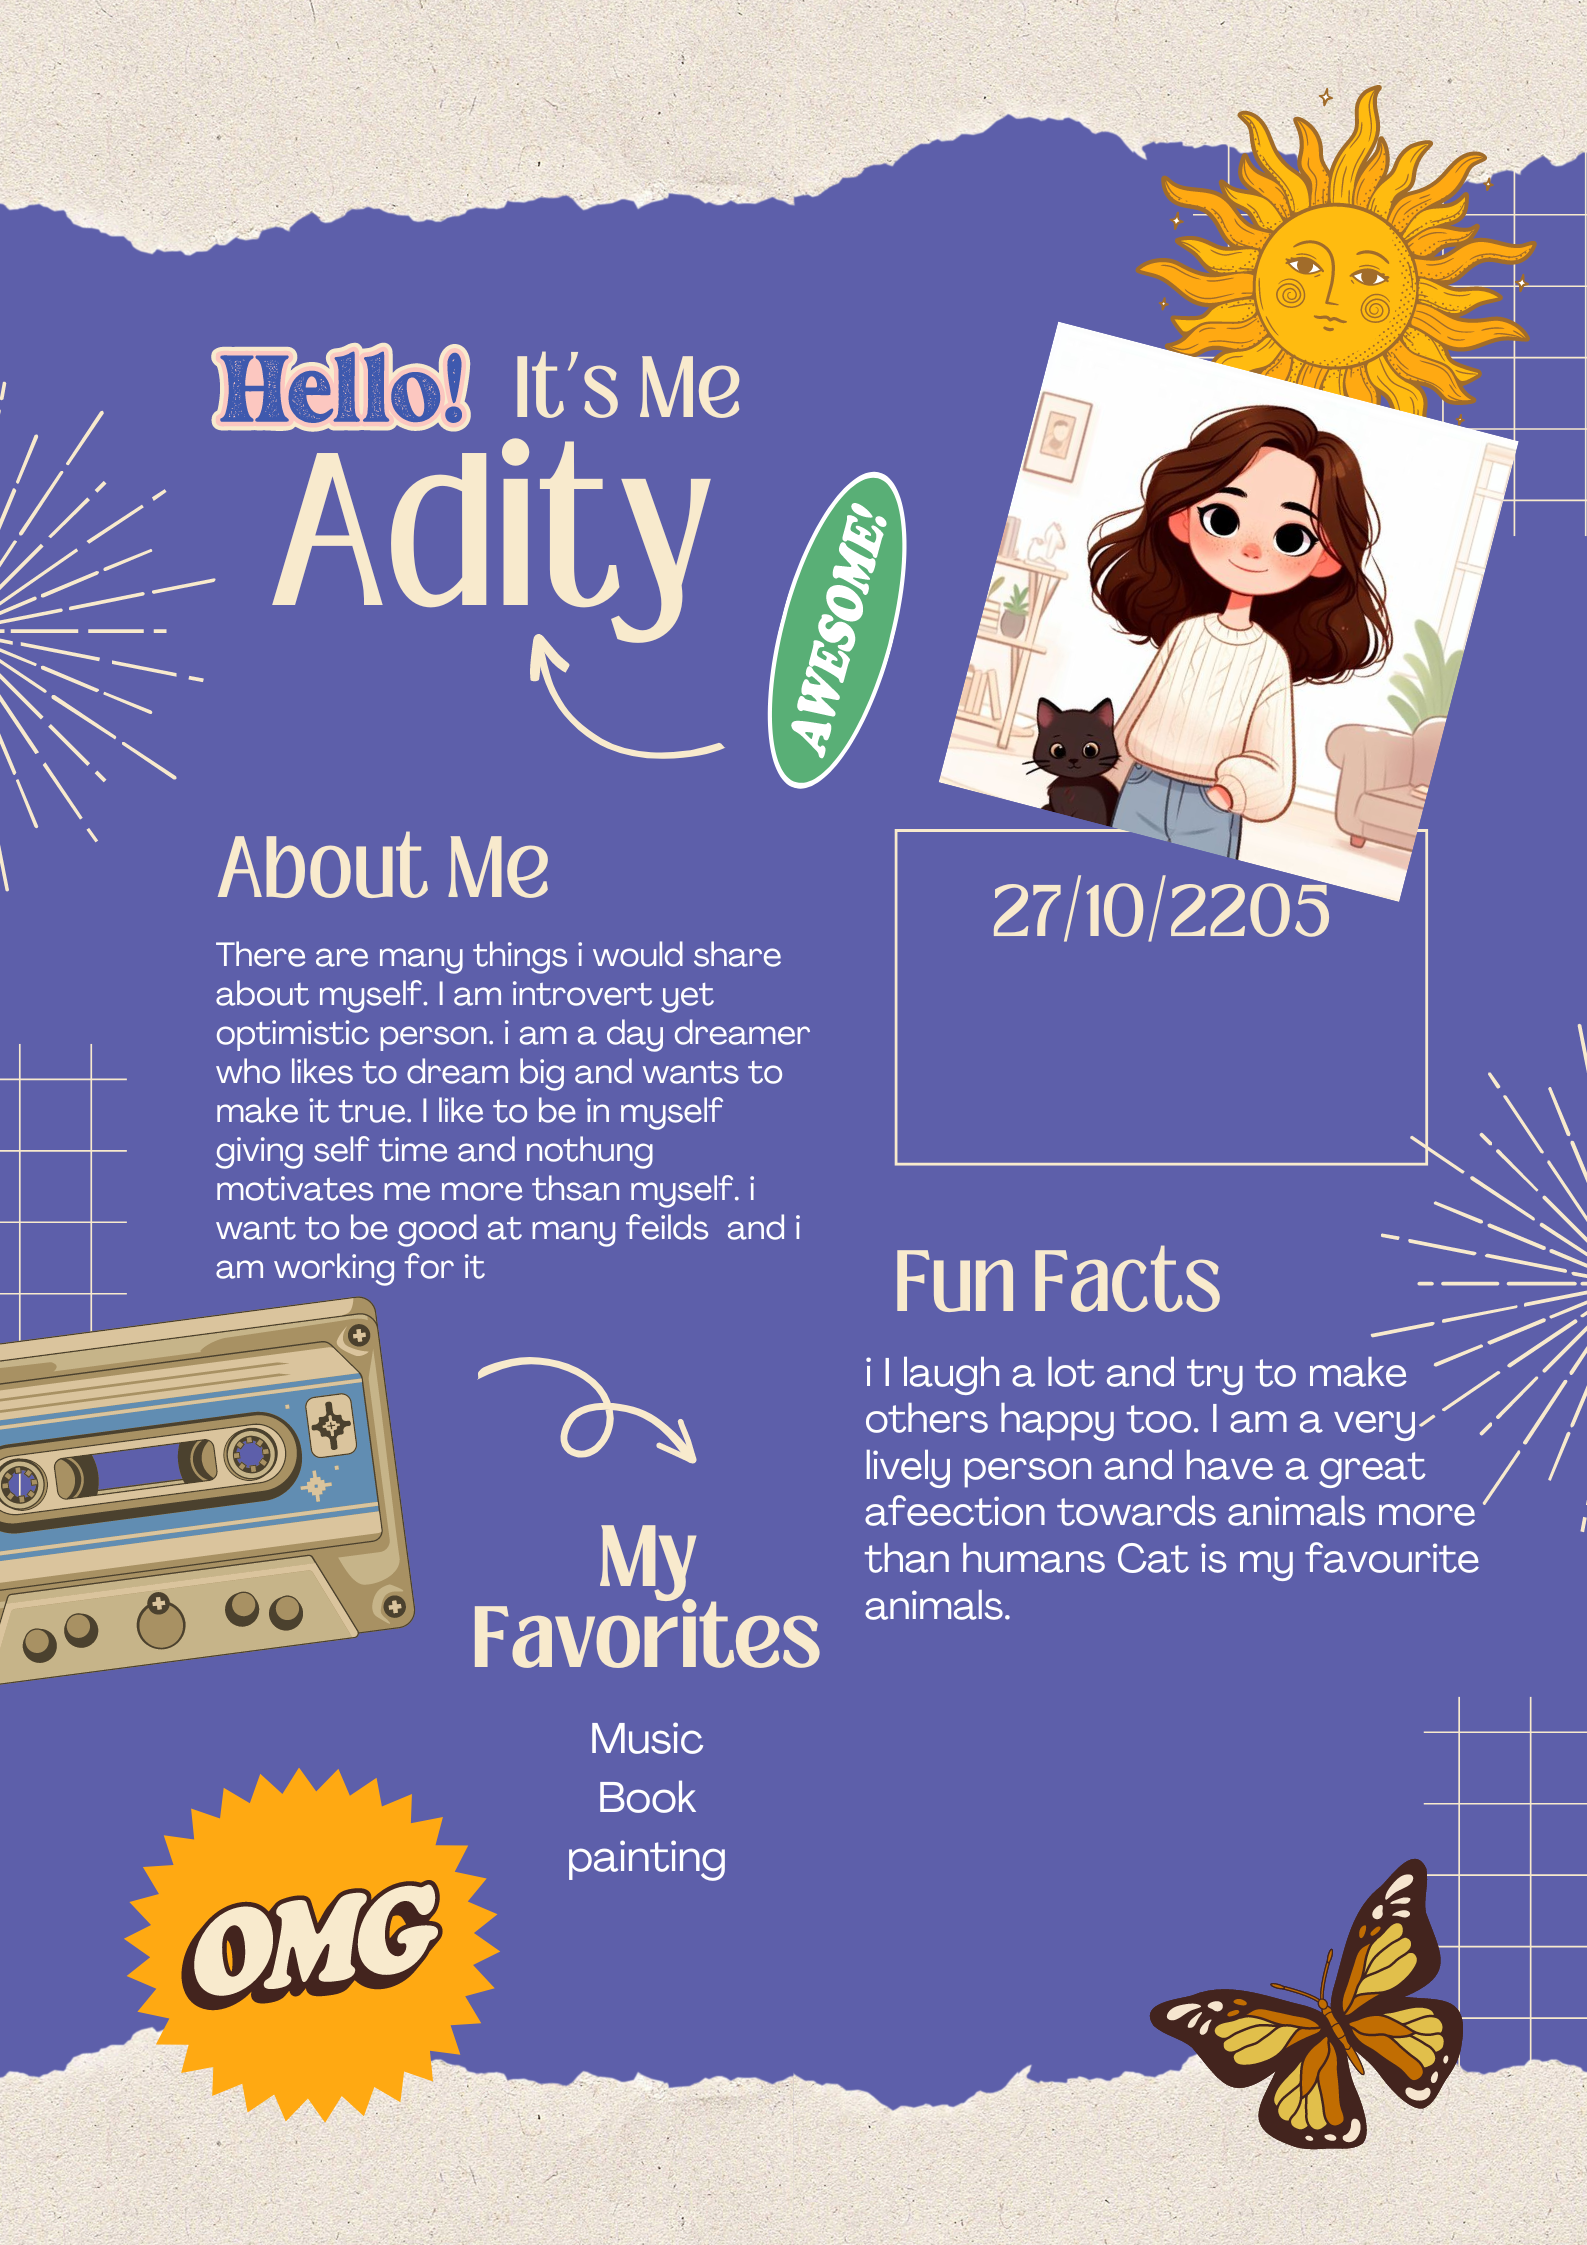 Hello! It's Me
Adity
AWESOME!
About Me
There are many things i would share
about myself. I am introvert yet
optimistic person. i am a day dreamer
who likes to dream big and wants to
make it true. I like to be in myself
giving self time and nothung
motivates me more thsan myself. i
want to be good at many feilds  and i
am working for it
27/10/2205
Fun Facts
i I laugh a lot and try to make
others happy too. I am a very
lively person and have a great
afeection towards animals more
than humans Cat is my favourite
animals.
My
Favorites
Music
Book
painting
OMG